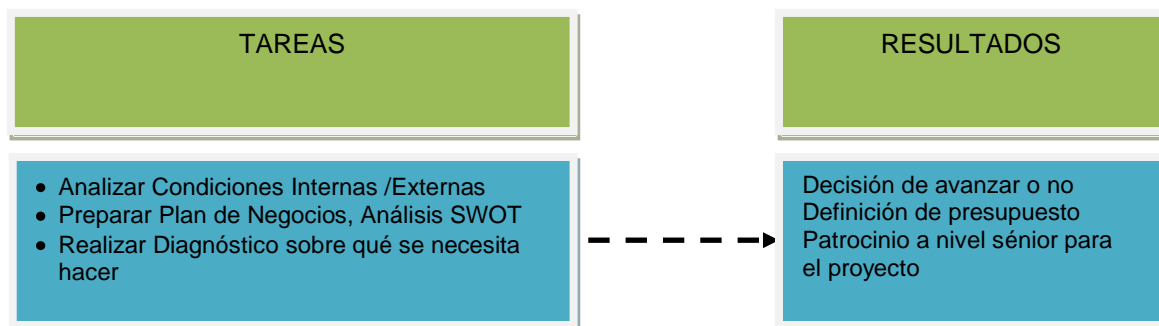 TAREAS
RESULTADOS
• Analizar Condiciones Internas /Externas
• Preparar Plan de Negocios, Análisis SWOT
• Realizar Diagnóstico sobre qué se necesita
hacer
Decisión de avanzar o no
Definición de presupuesto
Patrocinio a nivel sénior para
el proyecto